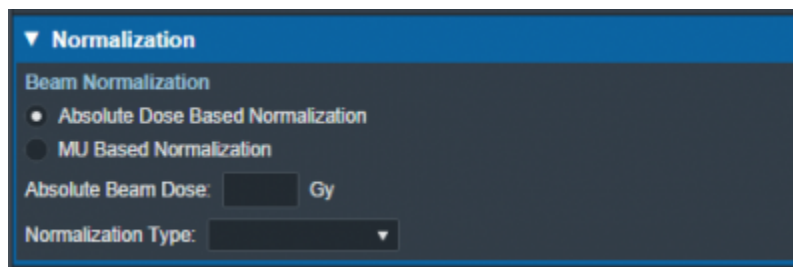 Normalization
Beam Normalization
Absolute Dose Based Normalization
MU Based Normalization
Absolute Beam Dose: Gy
Normalization Type: